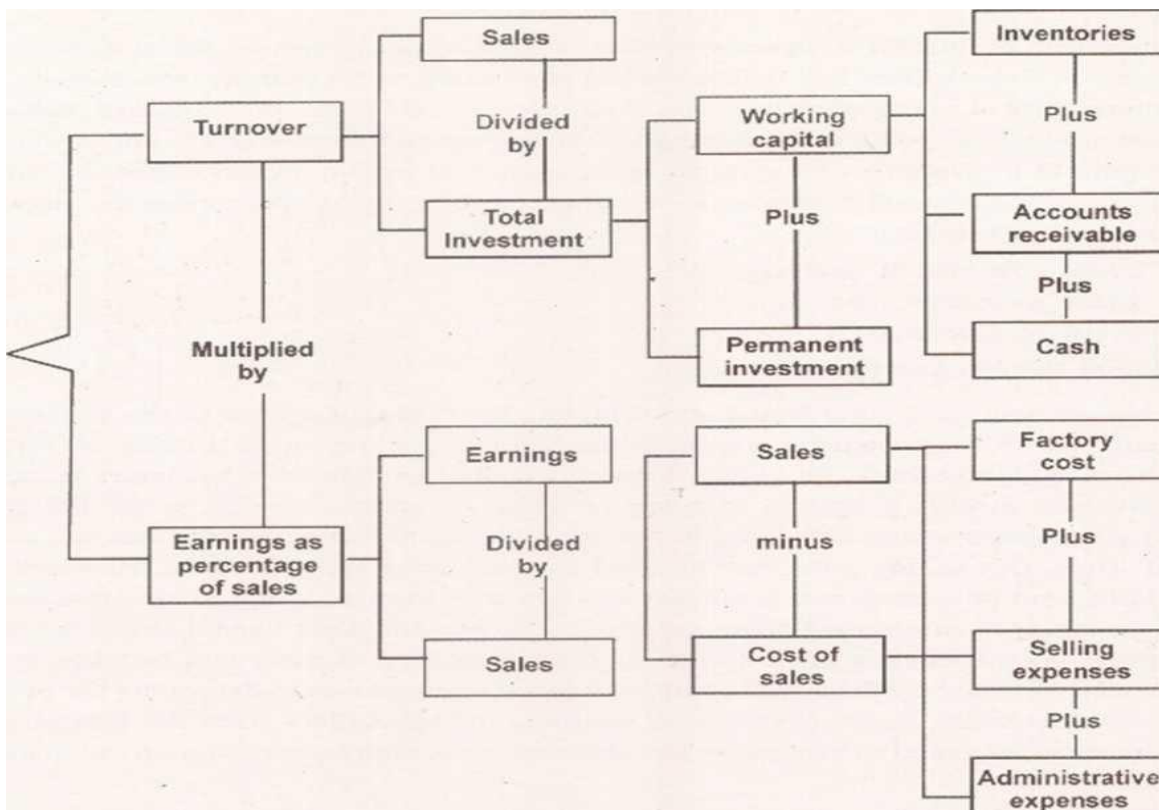 Sales
Inventories
Turnover
Divided
by
Working
capital
Plus
Total
Investment
Plus
Accounts
receivable
Plus
Multiplied
by
Permanent
investment
Cash
Earnings
Sales
Factory
cost
Earnings as
percentage
of sales
Divided
by
minus
Plus
Sales
Cost of
sales
Selling
expenses
Plus
Administrative
expenses